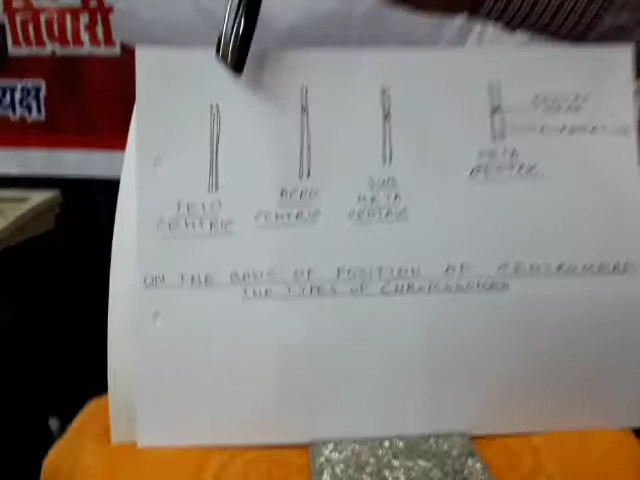 तिवारी
यक्ष
TELO
CENTRIC
ACRO
CENTRIC
SUB
META
CENTRIC
META
CENTRIC
ON THE BASIS OF POSITION OF CENTROMERE
THE TYPES OF CHROMOSOMES